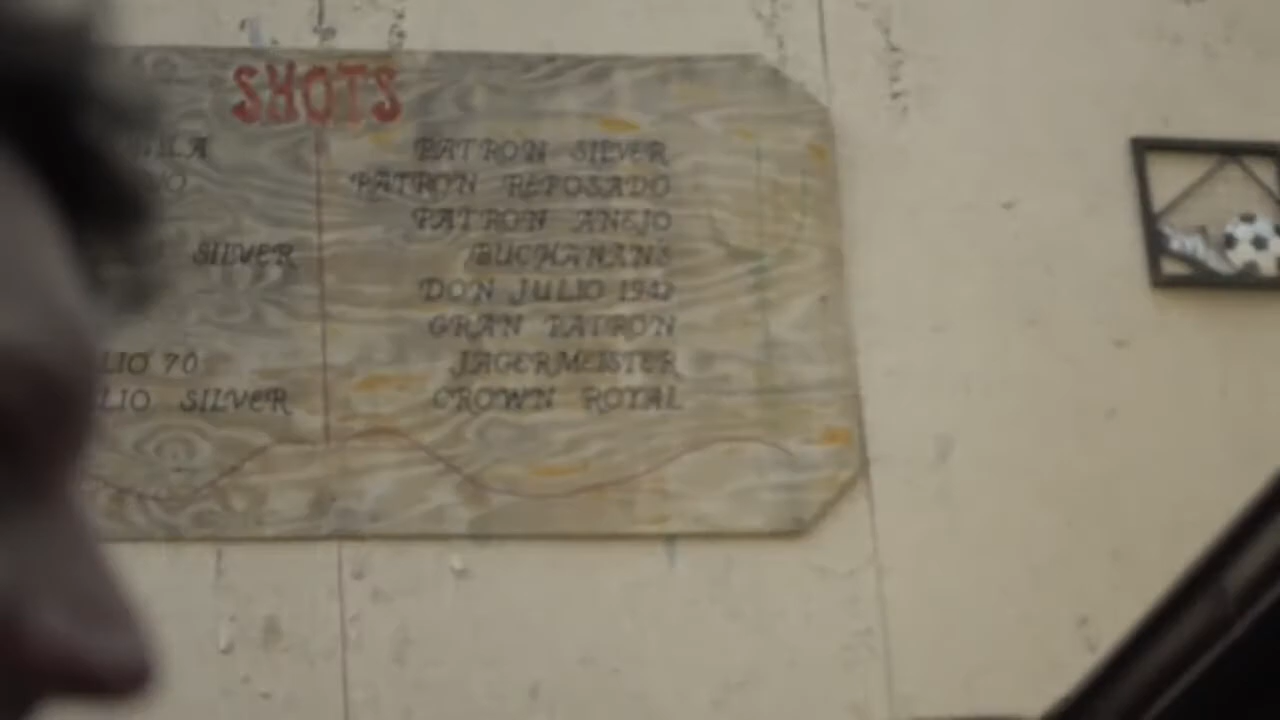 SHOTS
SILVER
LIO 70
LIO SILVER
PATRON SILVER
PATRON REPOSADO
PATRON ANEJO
BUCHANANS
DON JULIO 1942
GRAN PATRON
JAGERMEISTER
CROWN ROYAL